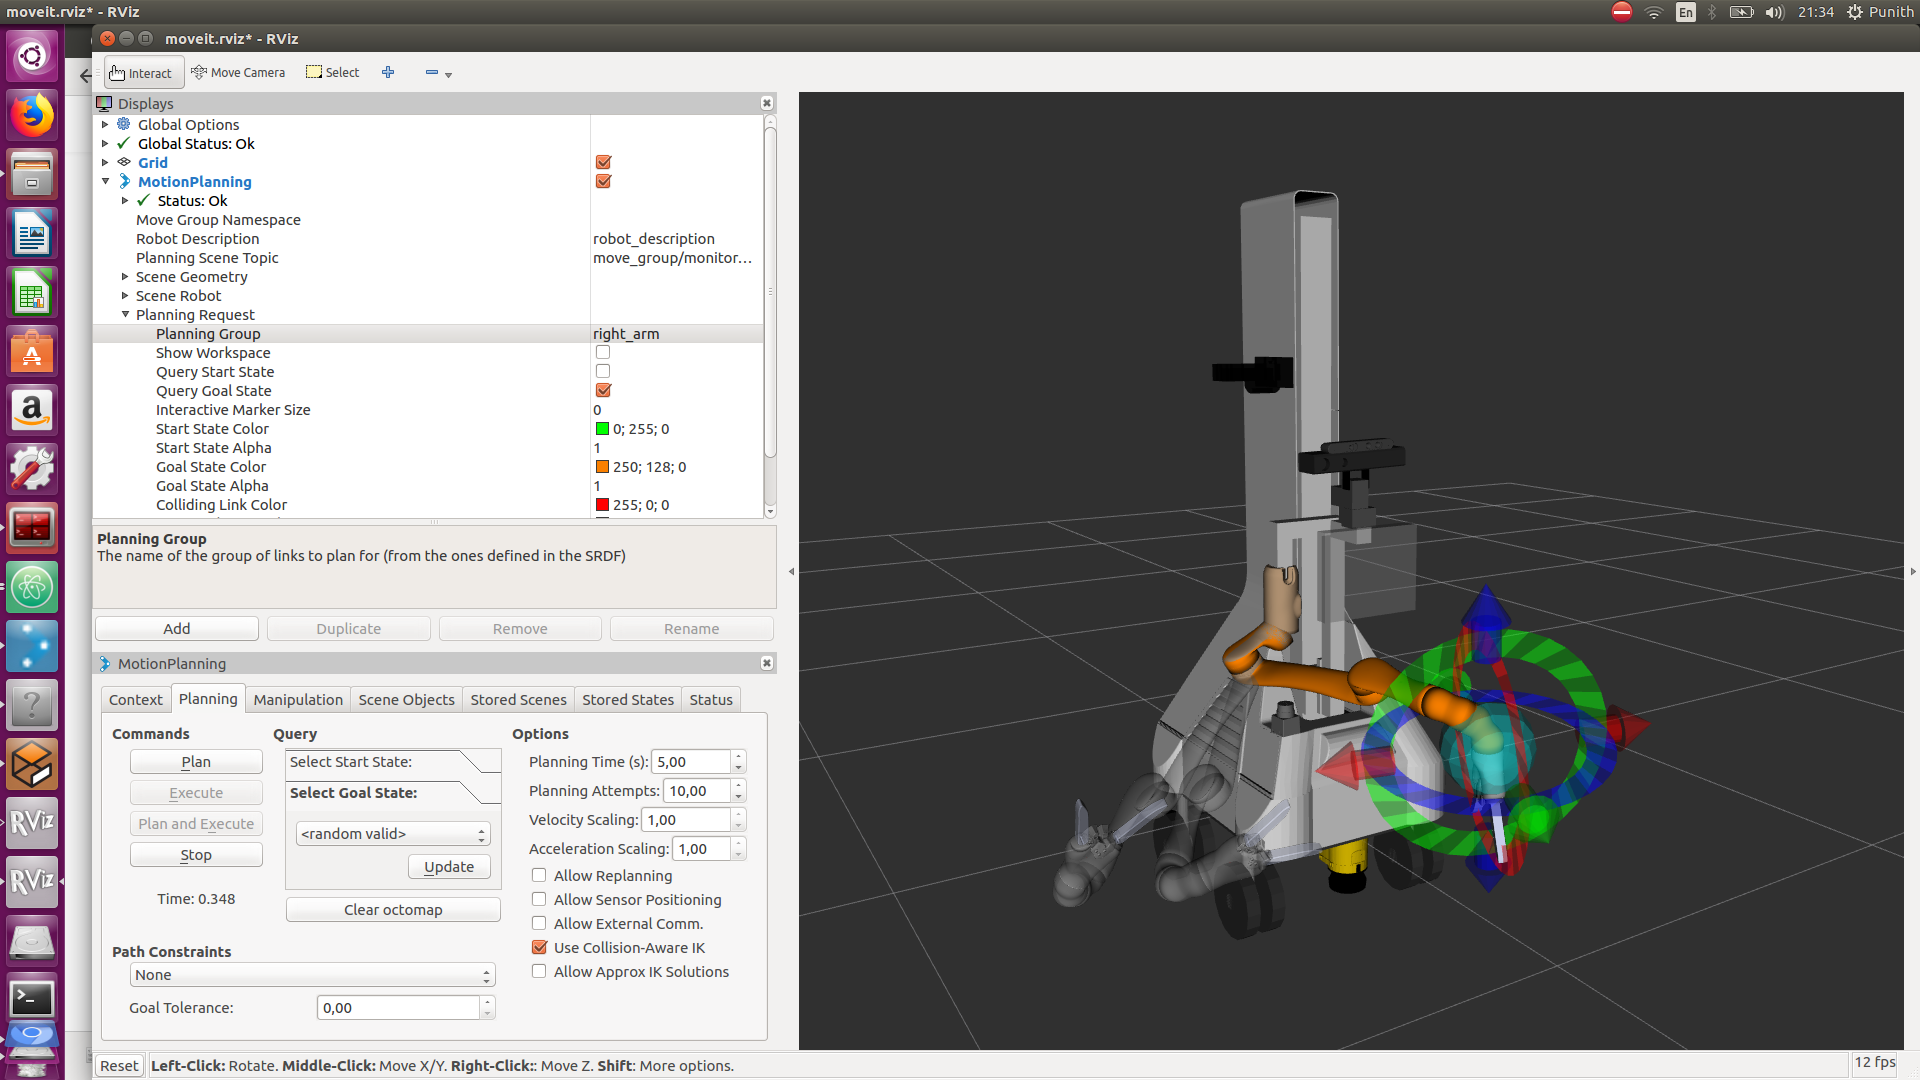 moveit.rviz* - RViz
En
21:34
Punith
moveit.rviz* - RViz
Interact
Move Camera
Select
Displays
Global Options
Global Status: Ok
Grid
MotionPlanning
Status: Ok
Move Group Namespace
Robot Description robot_description
Planning Scene Topic move_group/monitor...
Scene Geometry
Scene Robot
Planning Request
Planning Group right_arm
Show Workspace
Query Start State
Query Goal State
Interactive Marker Size 0
Start State Color 0; 255; 0
Start State Alpha 1
Goal State Color 250; 128; 0
Goal State Alpha 1
Colliding Link Color 255; 0; 0
Planning Group
The name of the group of links to plan for (from the ones defined in the SRDF)
Add Duplicate Remove Rename
MotionPlanning
Context Planning Manipulation Scene Objects Stored Scenes Stored States Status
Commands
Plan
Execute
Plan and Execute
Stop
Time: 0.348
Query
Select Start State:
Select Goal State:
<random valid>
Update
Clear octomap
Options
Planning Time (s): 5,00
Planning Attempts: 10,00
Velocity Scaling: 1,00
Acceleration Scaling: 1,00
Allow Replanning
Allow Sensor Positioning
Allow External Comm.
Use Collision-Aware IK
Allow Approx IK Solutions
Path Constraints
None
Goal Tolerance: 0,00
Reset
Left-Click: Rotate. Middle-Click: Move X/Y. Right-Click:: Move Z. Shift: More options.
12 fps
RViz
RViz